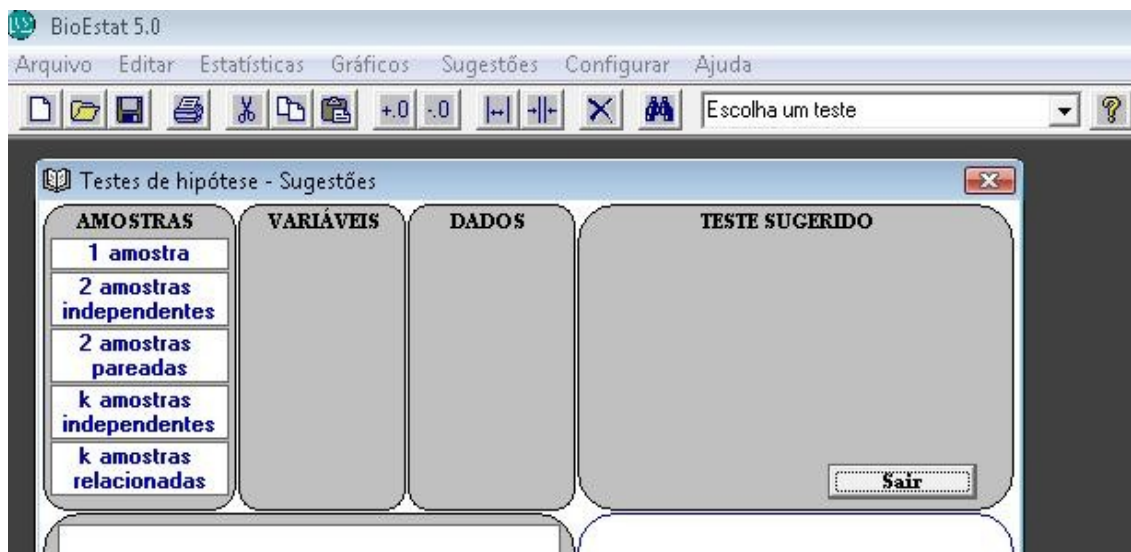 BioEstat 5.0
Arquivo Editar Estatísticas Gráficos Sugestões Configurar Ajuda
+.0 -.0 Escolha um teste ?
Testes de hipótese - Sugestões
AMOSTRAS VARIÁVEIS DADOS TESTE SUGERIDO
1 amostra
2 amostras
independentes
2 amostras
pareadas
k amostras
independentes
k amostras
relacionadas
Sair